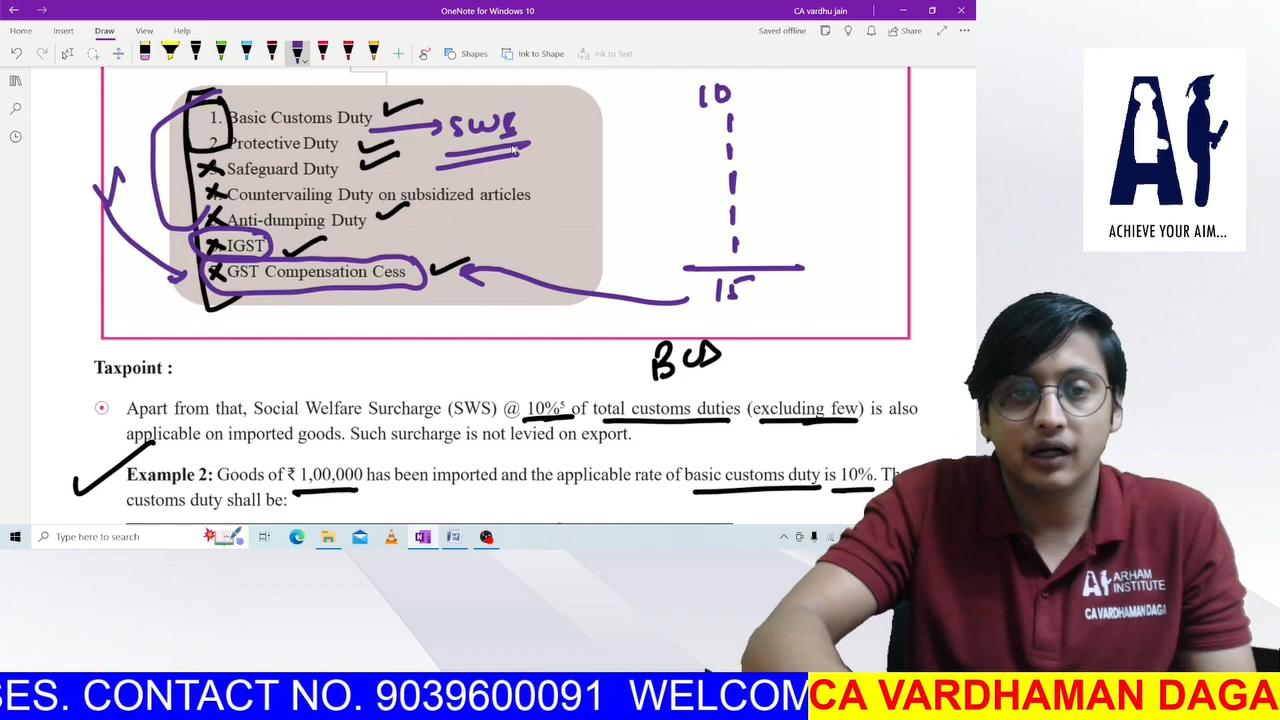 OneNote for Windows 10
CA vardhu jain
Home Insert Draw View Help
Saved offline
Share
Shapes
Ink to Shape
Ink to Text
1. Basic Customs Duty
SWS
2. Protective Duty
Safeguard Duty
Countervailing Duty on subsidized articles
Anti-dumping Duty
IGST
GST Compensation Cess
10
15
BCD
Taxpoint :
Apart from that, Social Welfare Surcharge (SWS) @ 10%5 of total customs duties (excluding few) is also
applicable on imported goods. Such surcharge is not levied on export.
Example 2: Goods of ₹ 1,00,000 has been imported and the applicable rate of basic customs duty is 10%.
customs duty shall be:
Type here to search
AI
ACHIEVE YOUR AIM...
ARHAM
INSTITUTE
CA VARDHAMAN DAGA
SES. CONTACT NO. 9039600091 WELCOM
CA VARDHAMAN DAGA